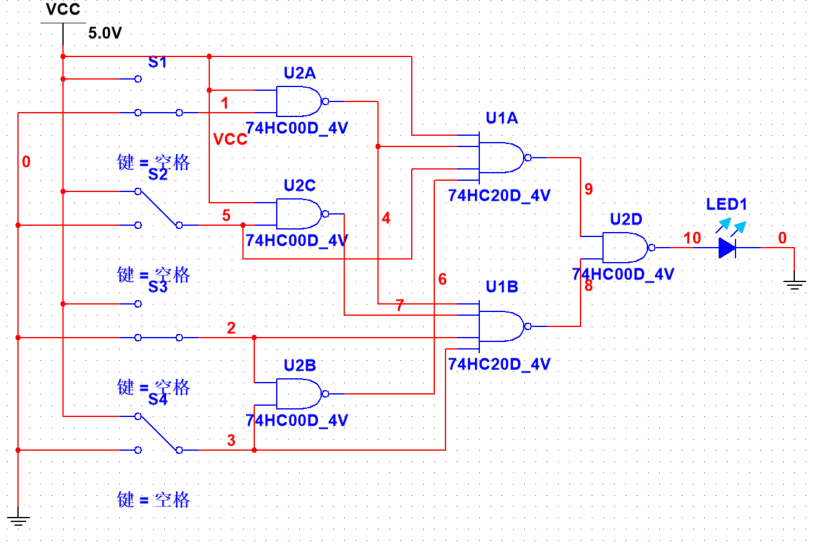 VCC
5.0V
S1
U2A
1
74HC00D_4V
VCC
U1A
0
键 = 空格
S2
U2C
74HC20D_4V
9
LED1
5
4
U2D
74HC00D_4V
10
0
键 = 空格
S3
6
74HC00D_4V
8
U1B
7
2
键 = 空格
S4
U2B
74HC20D_4V
74HC00D_4V
3
键 = 空格